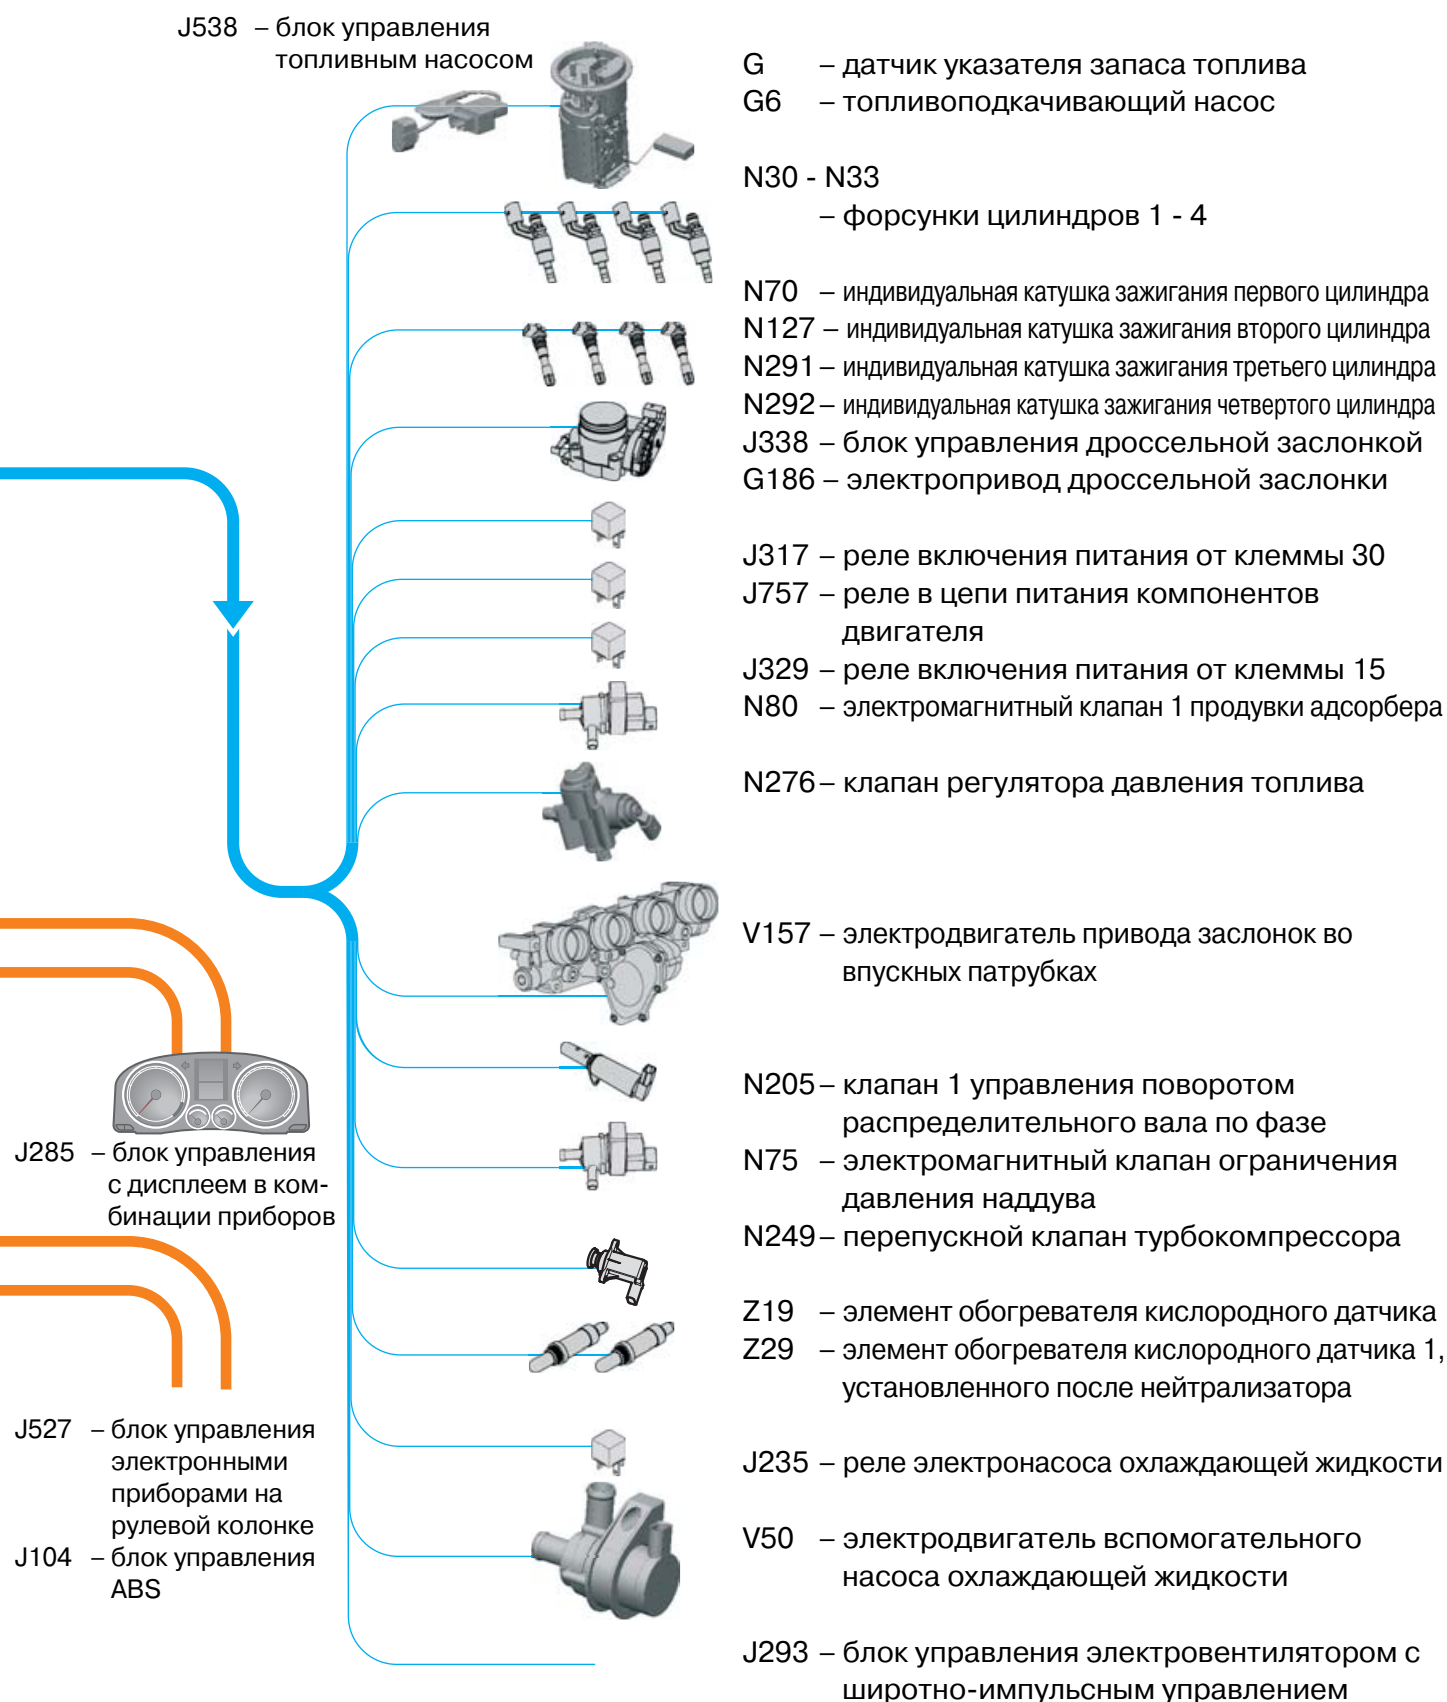 J538 – блок управления
топливным насосом
G – датчик указателя запаса топлива
G6 – топливоподкачивающий насос
N30 - N33
– форсунки цилиндров 1 - 4
N70 – индивидуальная катушка зажигания первого цилиндра
N127 – индивидуальная катушка зажигания второго цилиндра
N291 – индивидуальная катушка зажигания третьего цилиндра
N292 – индивидуальная катушка зажигания четвертого цилиндра
J338 – блок управления дроссельной заслонкой
G186 – электропривод дроссельной заслонки
J317 – реле включения питания от клеммы 30
J757 – реле в цепи питания компонентов
двигателя
J329 – реле включения питания от клеммы 15
N80 – электромагнитный клапан 1 продувки адсорбера
N276 – клапан регулятора давления топлива
V157 – электродвигатель привода заслонок во
впускных патрубках
N205 – клапан 1 управления поворотом
распределительного вала по фазе
N75 – электромагнитный клапан ограничения
давления наддува
N249 – перепускной клапан турбокомпрессора
Z19 – элемент обогревателя кислородного датчика
Z29 – элемент обогревателя кислородного датчика 1,
установленного после нейтрализатора
J235 – реле электронасоса охлаждающей жидкости
V50 – электродвигатель вспомогательного
насоса охлаждающей жидкости
J293 – блок управления электровентилятором с
широтно-импульсным управлением
J285 – блок управления
с дисплеем в ком-
бинации приборов
J527 – блок управления
электронными
приборами на
рулевой колонке
J104 – блок управления
ABS